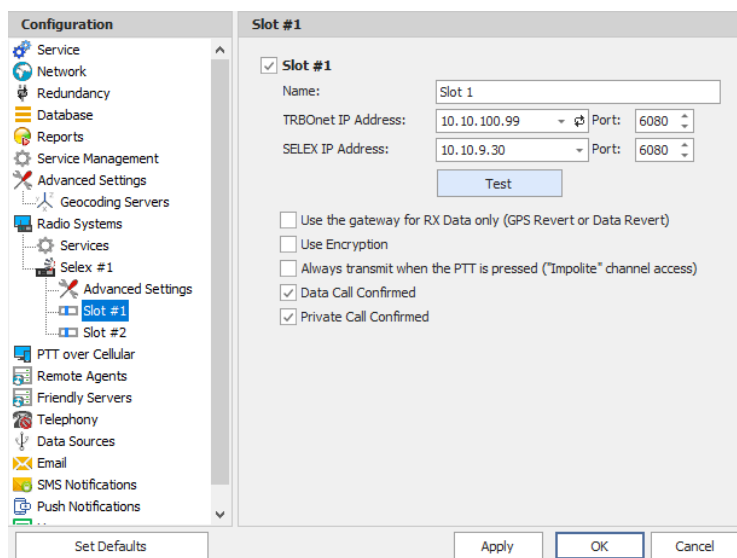 Configuration
Service
Network
Redundancy
Database
Reports
Service Management
Advanced Settings
Geocoding Servers
Radio Systems
Services
Selex #1
Advanced Settings
Slot #1
Slot #2
PTT over Cellular
Remote Agents
Friendly Servers
Telephony
Data Sources
Email
SMS Notifications
Push Notifications
Set Defaults
Slot #1
Slot #1
Name: Slot 1
TRBOnet IP Address: 10.10.100.99 Port: 6080
SELEX IP Address: 10.10.9.30 Port: 6080
Test
Use the gateway for RX Data only (GPS Revert or Data Revert)
Use Encryption
Always transmit when the PTT is pressed ("Impolite" channel access)
Data Call Confirmed
Private Call Confirmed
Apply OK Cancel